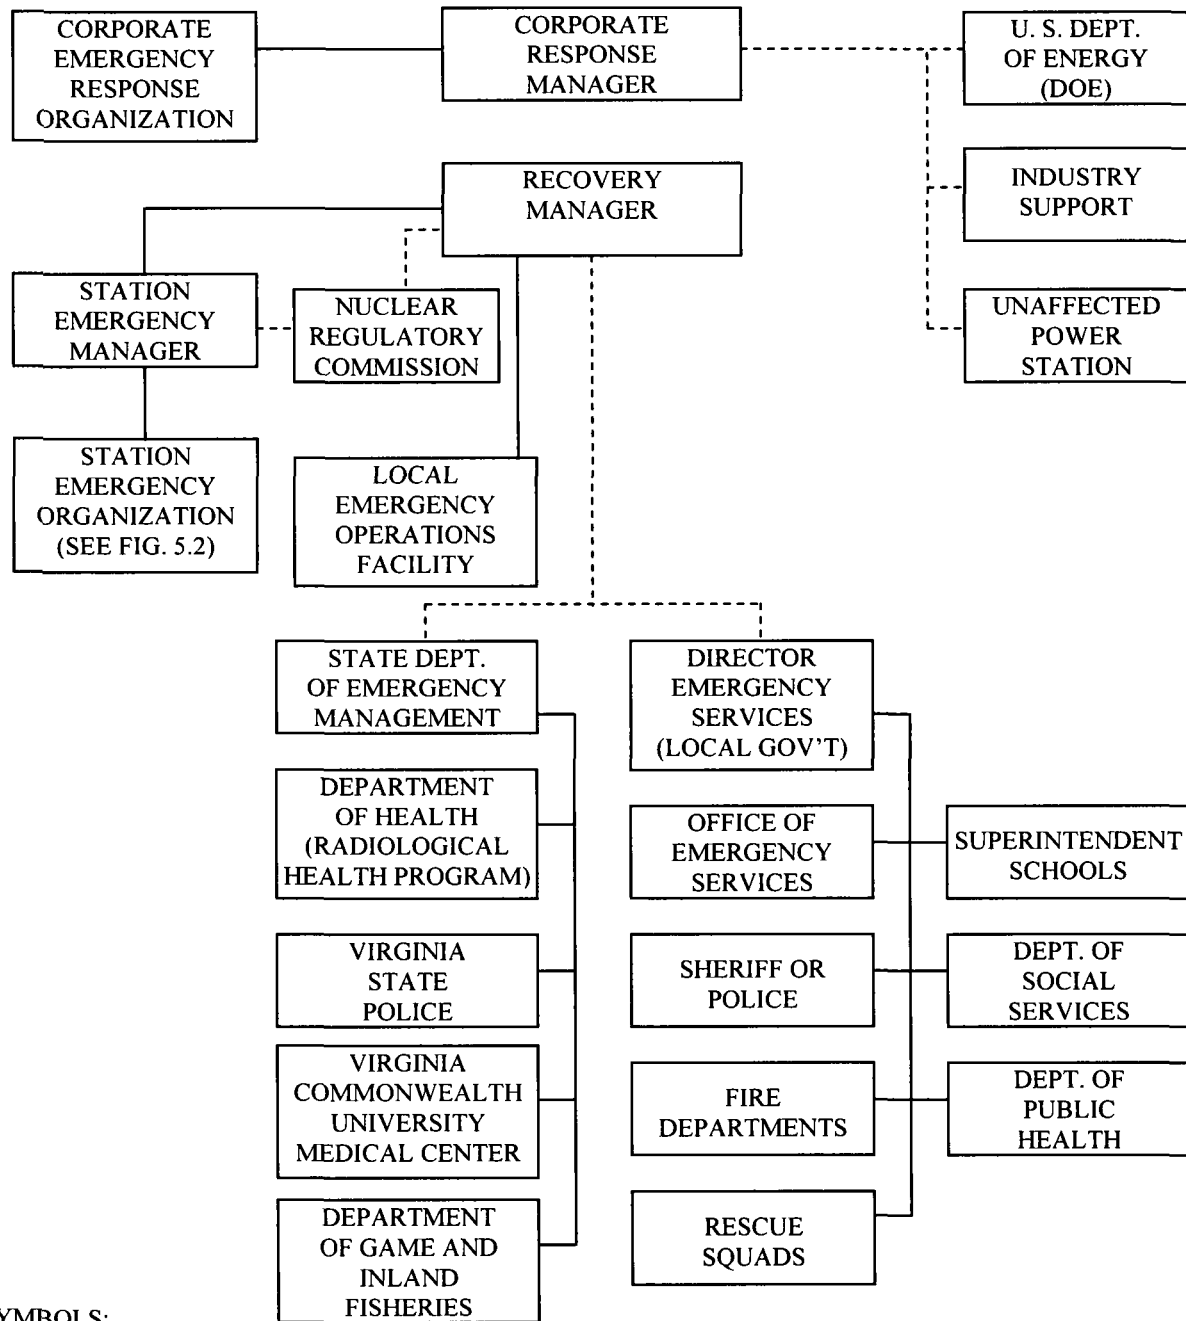 CORPORATE
EMERGENCY
RESPONSE
ORGANIZATION
CORPORATE
RESPONSE
MANAGER
U. S. DEPT.
OF ENERGY
(DOE)
RECOVERY
MANAGER
INDUSTRY
SUPPORT
STATION
EMERGENCY
MANAGER
NUCLEAR
REGULATORY
COMMISSION
UNAFFECTED
POWER
STATION
STATION
EMERGENCY
ORGANIZATION
(SEE FIG. 5.2)
LOCAL
EMERGENCY
OPERATIONS
FACILITY
STATE DEPT.
OF EMERGENCY
MANAGEMENT
DIRECTOR
EMERGENCY
SERVICES
(LOCAL GOV'T)
DEPARTMENT
OF HEALTH
(RADIOLOGICAL
HEALTH PROGRAM)
OFFICE OF
EMERGENCY
SERVICES
SUPERINTENDENT
SCHOOLS
VIRGINIA
STATE
POLICE
SHERIFF OR
POLICE
DEPT. OF
SOCIAL
SERVICES
VIRGINIA
COMMONWEALTH
UNIVERSITY
MEDICAL CENTER
FIRE
DEPARTMENTS
DEPT. OF
PUBLIC
HEALTH
DEPARTMENT
OF GAME AND
INLAND
FISHERIES
RESCUE
SQUADS
YMBOLS: